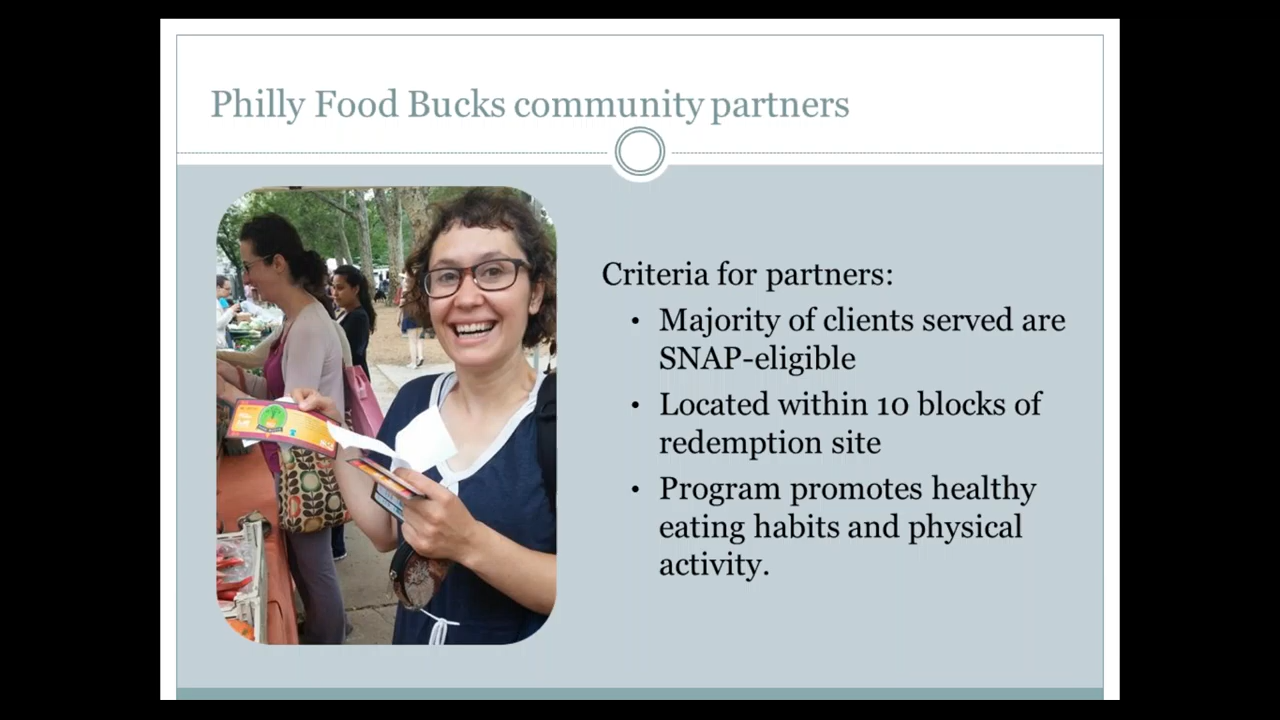 Philly Food Bucks community partners
Criteria for partners:
• Majority of clients served are
SNAP-eligible
• Located within 10 blocks of
redemption site
• Program promotes healthy
eating habits and physical
activity.